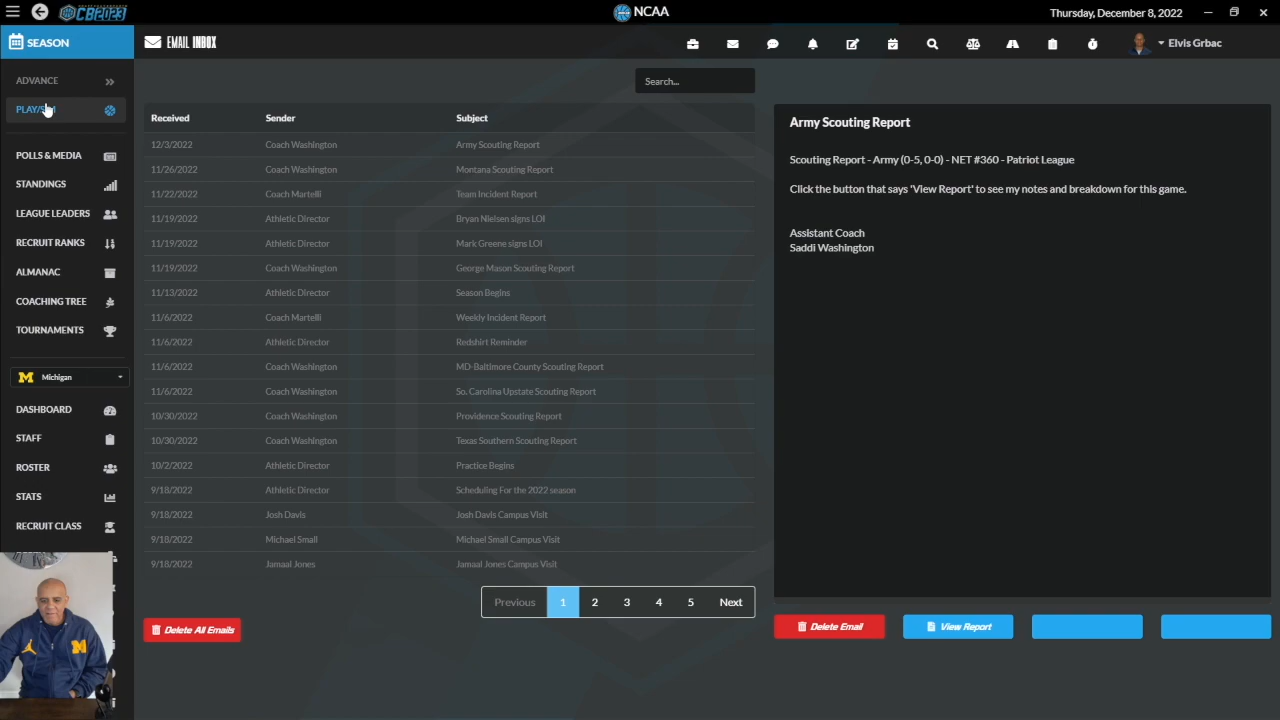 CB2023
NCAA
Thursday, December 8, 2022
SEASON
EMAIL INBOX
Elvis Grbac
ADVANCE
Search...
PLAY/SIM
Received Sender Subject
12/3/2022 Coach Washington Army Scouting Report
11/26/2022 Coach Washington Montana Scouting Report
11/22/2022 Coach Martelli Team Incident Report
11/19/2022 Athletic Director Bryan Nielsen signs LOI
11/19/2022 Athletic Director Mark Greene signs LOI
11/19/2022 Coach Washington George Mason Scouting Report
11/13/2022 Athletic Director Season Begins
11/6/2022 Coach Martelli Weekly Incident Report
11/6/2022 Athletic Director Redshirt Reminder
11/6/2022 Coach Washington MD-Baltimore County Scouting Report
11/6/2022 Coach Washington So. Carolina Upstate Scouting Report
10/30/2022 Coach Washington Providence Scouting Report
10/30/2022 Coach Washington Texas Southern Scouting Report
10/2/2022 Athletic Director Practice Begins
9/18/2022 Athletic Director Scheduling For the 2022 season
9/18/2022 Josh Davis Josh Davis Campus Visit
9/18/2022 Michael Small Michael Small Campus Visit
9/18/2022 Jamaal Jones Jamaal Jones Campus Visit
Previous 1 2 3 4 5 Next
Delete All Emails
POLLS & MEDIA
STANDINGS
LEAGUE LEADERS
RECRUIT RANKS
ALMANAC
COACHING TREE
TOURNAMENTS
M Michigan
DASHBOARD
STAFF
ROSTER
STATS
RECRUIT CLASS
M
Army Scouting Report
Scouting Report - Army (0-5, 0-0) - NET #360 - Patriot League
Click the button that says 'View Report' to see my notes and breakdown for this game.
Assistant Coach
Saddi Washington
Delete Email View Report